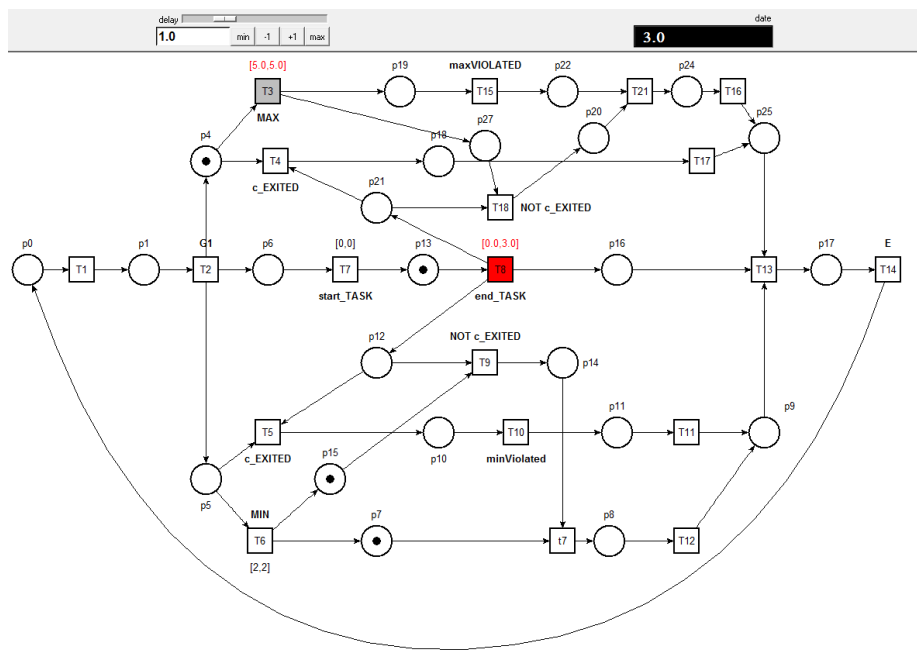 delay
date
1.0
min
-1
+1
max
3.0
[5.0,5.0]
p19
maxVIOLATED
p22
p24
T3
T15
T21
T16
MAX
p27
p20
p25
p4
p18
T4
T17
c_EXITED
p21
T18
NOT c_EXITED
p0
p1
G1
p6
[0,0]
p13
[0.0,3.0]
p16
p17
E
T1
T2
T7
T8
T13
T14
start_TASK
end_TASK
NOT c_EXITED
p12
T9
p14
p11
p9
T5
T10
T11
c_EXITED
p15
p10
minViolated
p5
MIN
p7
p8
T6
t7
T12
[2,2]